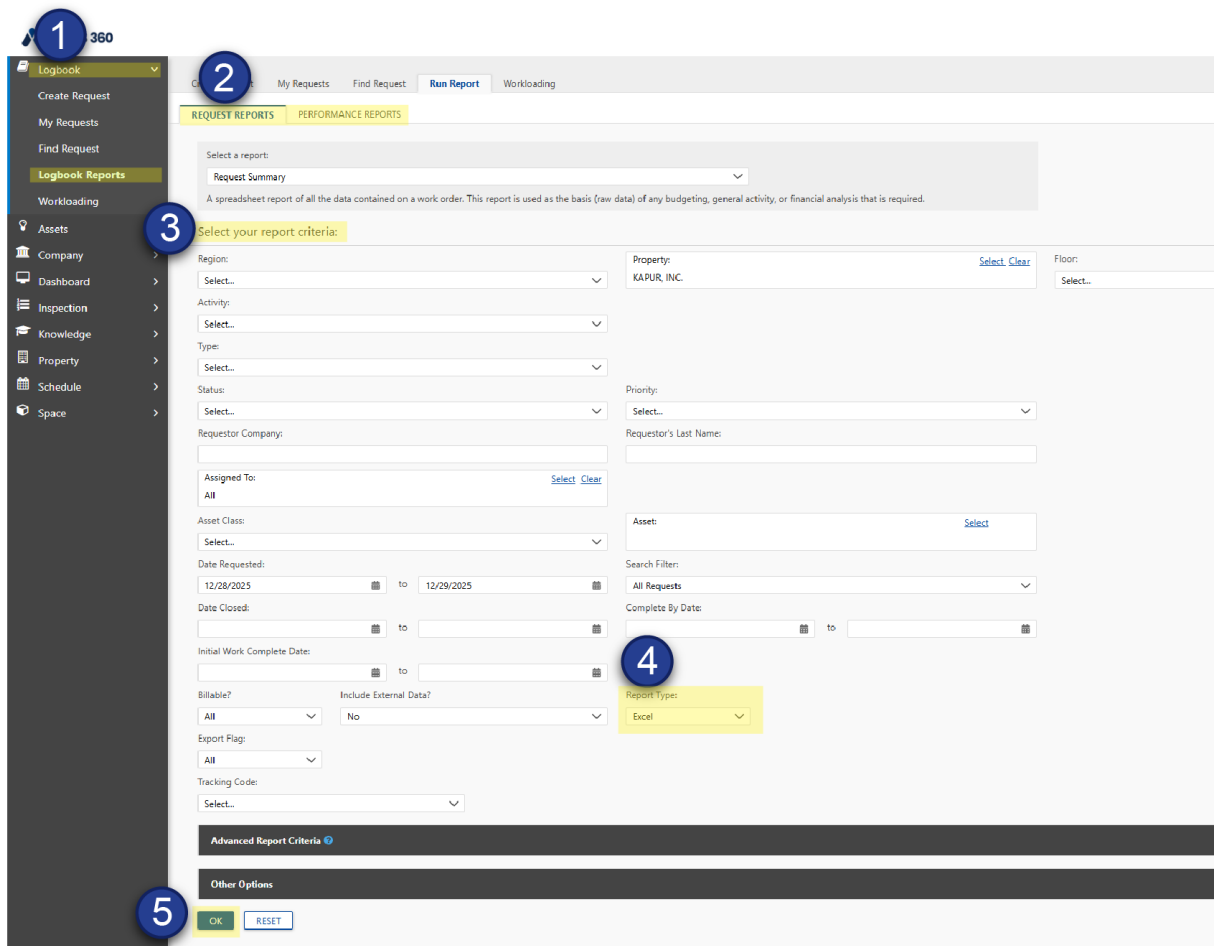 1
360
Logbook
Create Request
My Requests
Find Request
Logbook Reports
Workloading
Assets
Company
Dashboard
Inspection
Knowledge
Property
Schedule
Space
2
My Requests Find Request Run Report Workloading
REQUEST REPORTS PERFORMANCE REPORTS
Select a report:
Request Summary
A spreadsheet report of all the data contained on a work order. This report is used as the basis (raw data) of any budgeting, general activity, or financial analysis that is required.
3
Select your report criteria:
Region: Property: Select Clear Floor:
Select... KAPUR, INC. Select...
Activity:
Select...
Type:
Select...
Status: Priority:
Select... Select...
Requestor Company: Requestor's Last Name:
Assigned To: Select Clear
All
Asset Class: Asset: Select
Select...
Date Requested: Search Filter:
12/28/2025 to 12/29/2025 All Requests
Date Closed: Complete By Date:
to to
Initial Work Complete Date:
to
4
Billable? Include External Data? Report Type:
All No Excel
Export Flag:
All
Tracking Code:
Select...
Advanced Report Criteria ?
Other Options
5
OK RESET